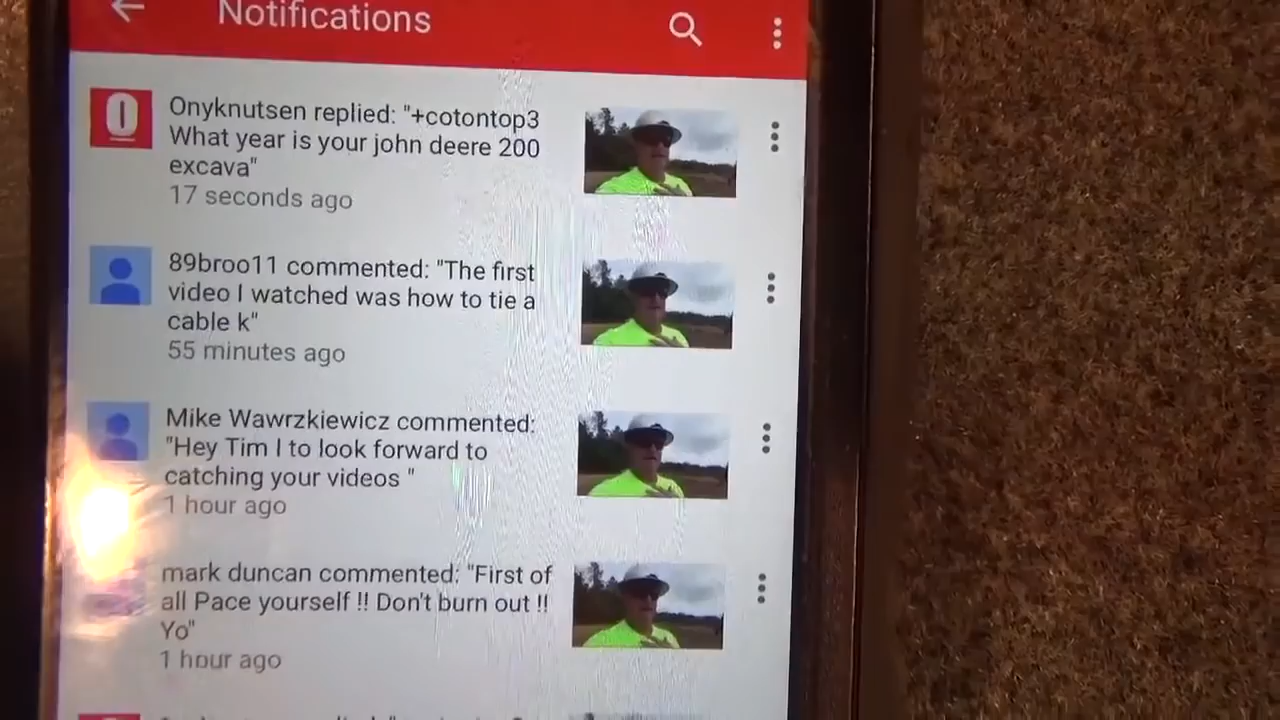 Notifications
Onyknutsen replied: "+cotontop3
What year is your john deere 200
excava"
17 seconds ago
89broo11 commented: "The first
video I watched was how to tie a
cable k"
55 minutes ago
Mike Wawrzkiewicz commented:
"Hey Tim I to look forward to
catching your videos "
1 hour ago
mark duncan commented: "First of
all Pace yourself !! Don't burn out !!
Yo"
1 hour ago